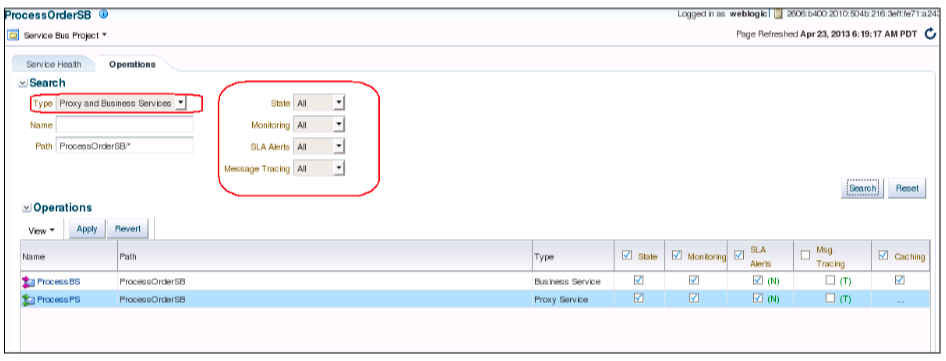 ProcessOrderSB
Logged in as weblogic| 2606:b400:2010:504b:216:3eff:fe71:a243
Service Bus Project
Page Refreshed Apr 23, 2013 6:19:17 AM PDT
Service Health Operations
Search
Type Proxy and Business Services State All
Name Monitoring All
Path ProcessOrderSB/* SLA Alerts All
Message Tracing All
Search Reset
Operations
View Apply Revert
Name Path Type State Monitoring SLA Alerts Msg. Tracing Caching
ProcessBS ProcessOrderSB Business Service (N) (T)
ProcessPS ProcessOrderSB Proxy Service (N) (T) ...